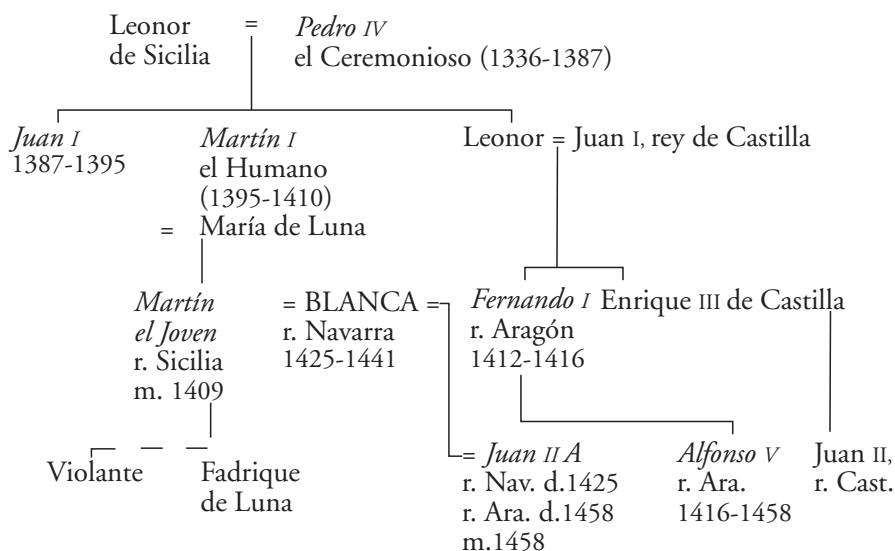 Leonor = Pedro IV
de Sicilia el Ceremonioso (1336-1387)
Juan I Martín I Leonor = Juan I, rey de Castilla
1387-1395 el Humano
(1395-1410)
= María de Luna
Martín = BLANCA = Fernando I Enrique III de Castilla
el Joven r. Navarra r. Aragón
r. Sicilia 1425-1441 1412-1416
m. 1409
Violante Fadrique = Juan II A Alfonso V Juan II,
de Luna r. Nav. d.1425 r. Ara. r. Cast.
r. Ara. d.1458 1416-1458
m.1458